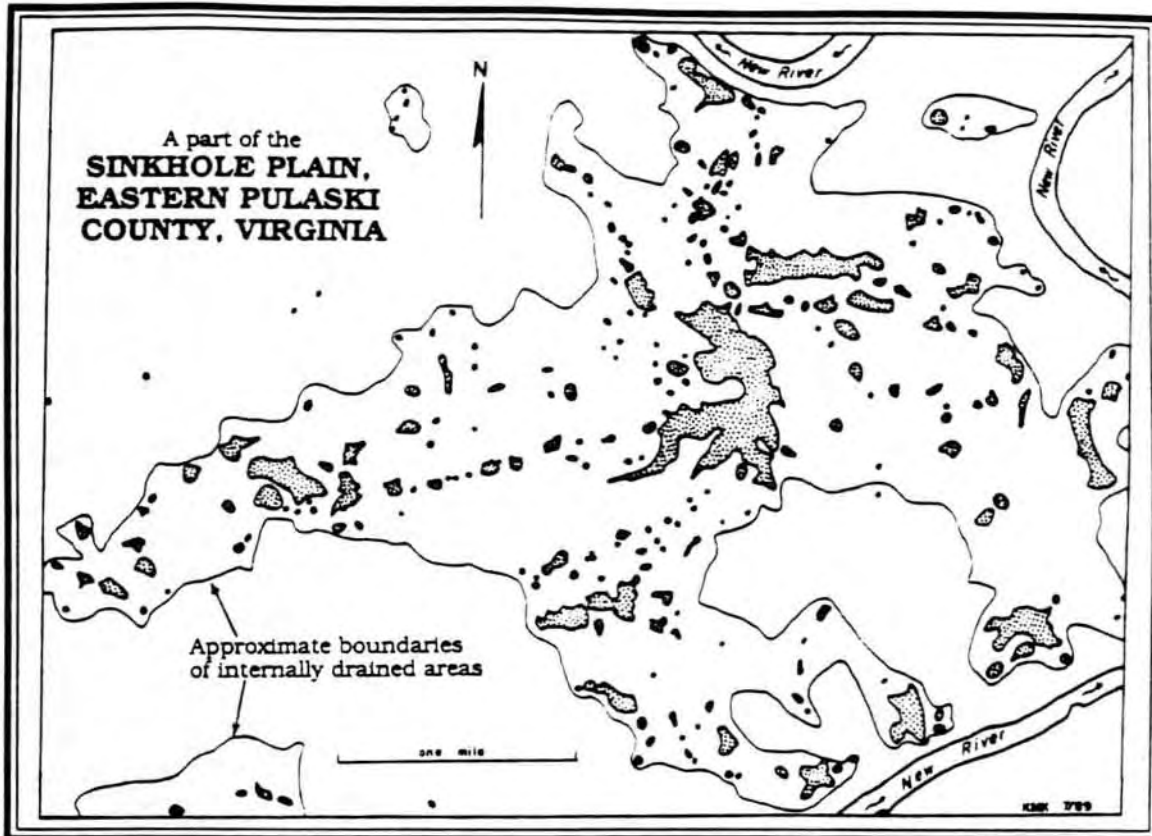 A part of the
SINKHOLE PLAIN,
EASTERN PULASKI
COUNTY, VIRGINIA
N
New River
New River
Approximate boundaries
of internally drained areas
one mile
New River
KMK 7/89